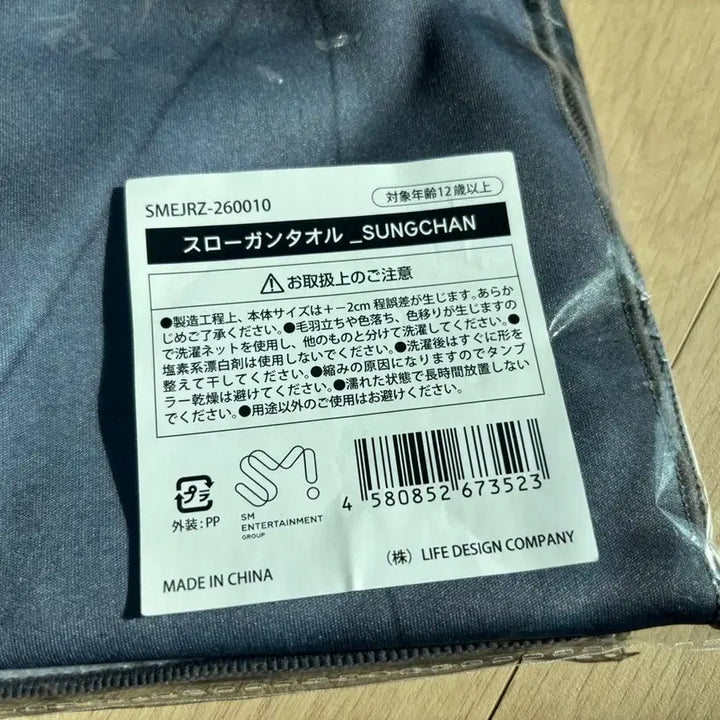 SMEJRZ-260010
対象年齢12歳以上
スローガンタオル _SUNGCHAN
⚠お取扱上のご注意
●製造工程上、本体サイズは+－2cm 程誤差が生じます。あらか
じめご了承ください。●毛羽立ちや色落ち、色移りが生じますの
で洗濯ネットを使用し、他のものと分けて洗濯してください。●
塩素系漂白剤は使用しないでください。●洗濯後はすぐに形を
整えて干してください。●縮みの原因になりますのでタンブ
ラー乾燥は避けてください。●濡れた状態で長時間放置しない
でください。●用途以外のご使用はお避けください。
プラ
外装:PP
SM
SM
ENTERTAINMENT
GROUP
4 580852 673523
MADE IN CHINA
（株） LIFE DESIGN COMPANY